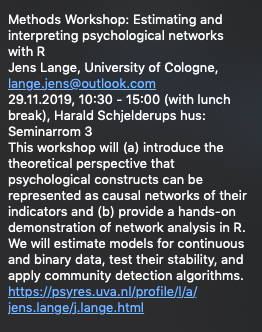 Methods Workshop: Estimating and
interpreting psychological networks
with R
Jens Lange, University of Cologne,
lange.jens@outlook.com
29.11.2019, 10:30 - 15:00 (with lunch
break), Harald Schjelderups hus:
Seminarrom 3
This workshop will (a) introduce the
theoretical perspective that
psychological constructs can be
represented as causal networks of their
indicators and (b) provide a hands-on
demonstration of network analysis in R.
We will estimate models for continuous
and binary data, test their stability, and
apply community detection algorithms.
https://psyres.uva.nl/profile/l/a/
jens.lange/j.lange.html